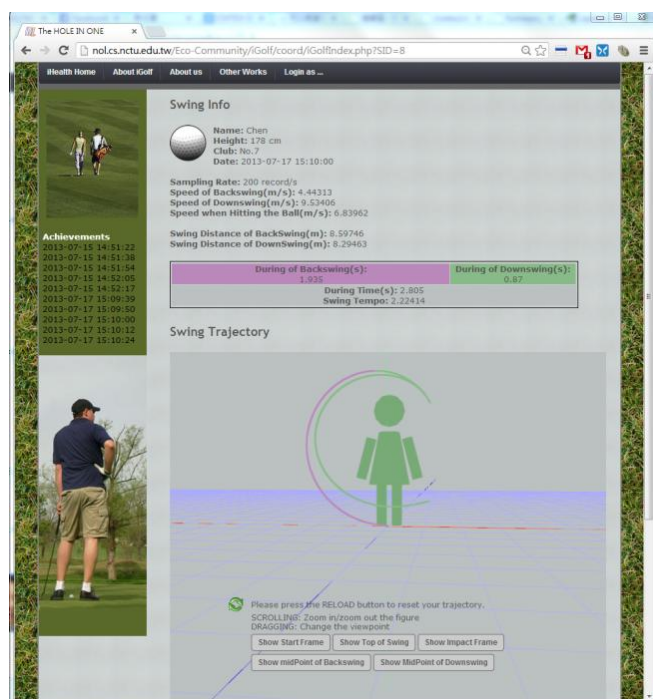 The HOLE IN ONE
nol.cs.nctu.edu.tw/Eco-Community/iGolf/coord/iGolfIndex.php?SID=8
iHealth Home About iGolf About us Other Works Login as ...
Swing Info
Name: Chen
Height: 178 cm
Club: No.7
Date: 2013-07-17 15:10:00
Sampling Rate: 200 record/s
Speed of Backswing(m/s): 4.44313
Speed of Downswing(m/s): 9.53406
Speed when Hitting the Ball(m/s): 6.83962
Swing Distance of BackSwing(m): 8.59746
Swing Distance of DownSwing(m): 8.29463
Achievements
2013-07-15 14:51:22
2013-07-15 14:51:38
2013-07-15 14:51:54
2013-07-15 14:52:05
2013-07-15 14:52:17
2013-07-17 15:09:39
2013-07-17 15:09:50
2013-07-17 15:10:00
2013-07-17 15:10:12
2013-07-17 15:10:24
During of Backswing(s):
1.935
During of Downswing(s):
0.87
During Time(s): 2.805
Swing Tempo: 2.22414
Swing Trajectory
Please press the RELOAD button to reset your trajectory.
SCROLLING: Zoom in/zoom out the figure
DRAGGING: Change the viewpoint
Show Start Frame Show Top of Swing Show Impact Frame
Show midPoint of Backswing Show MidPoint of Downswing